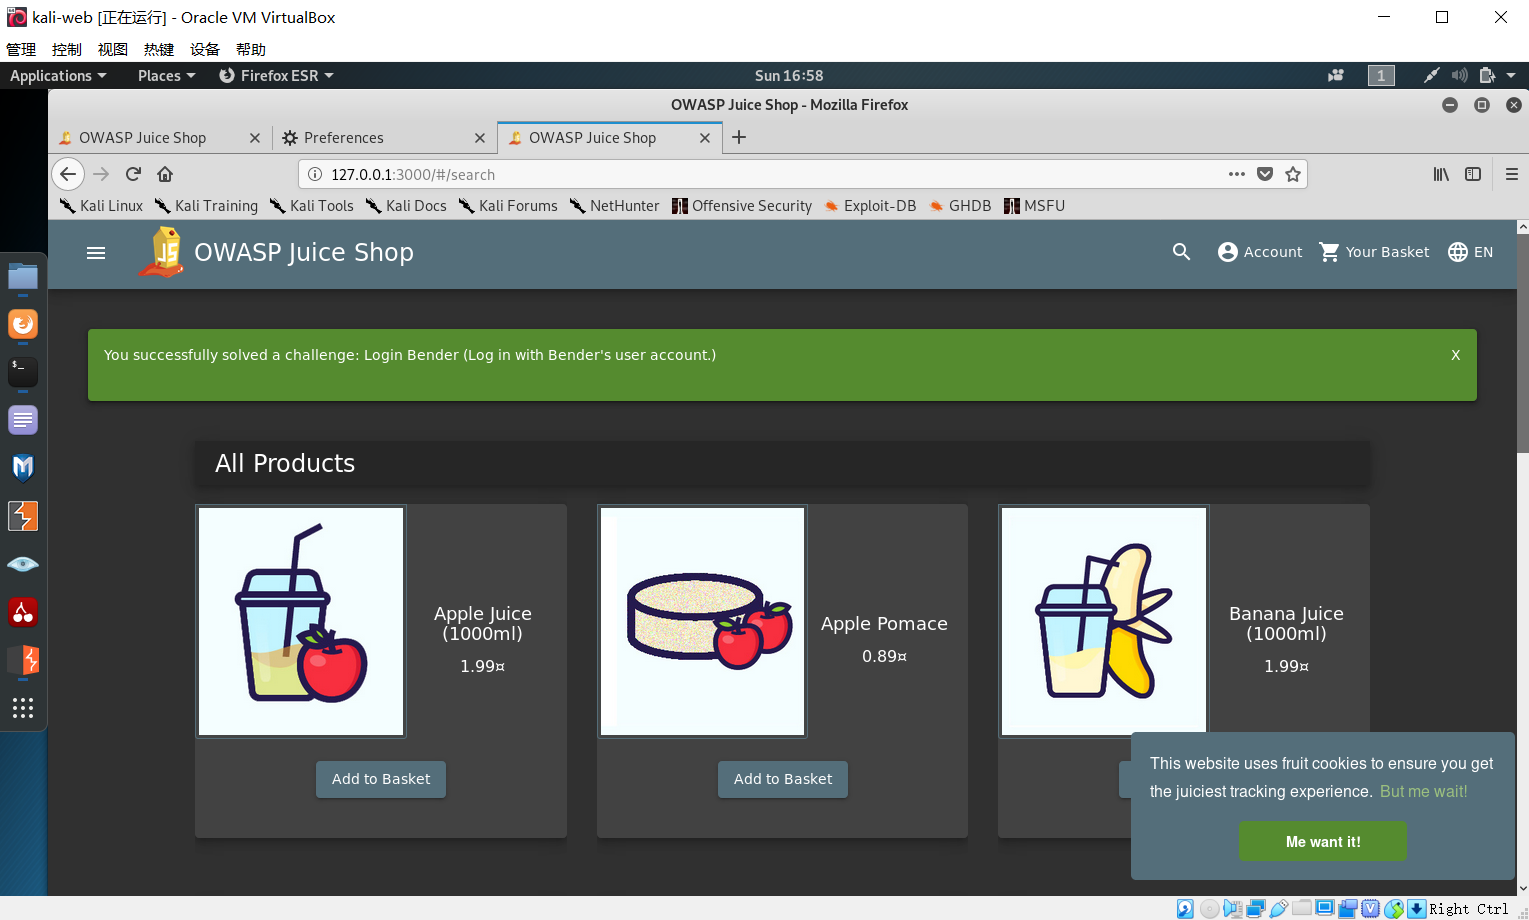 kali-web [正在运行] - Oracle VM VirtualBox
管理 控制 视图 热键 设备 帮助
Applications Places Firefox ESR Sun 16:58 1
OWASP Juice Shop - Mozilla Firefox
OWASP Juice Shop Preferences OWASP Juice Shop
127.0.0.1:3000/#/search
Kali Linux Kali Training Kali Tools Kali Docs Kali Forums NetHunter Offensive Security Exploit-DB GHDB MSFU
JS OWASP Juice Shop Account Your Basket EN
You successfully solved a challenge: Login Bender (Log in with Bender's user account.) X
All Products
Apple Juice
(1000ml)
1.99¤
Add to Basket
Apple Pomace
0.89¤
Add to Basket
Banana Juice
(1000ml)
1.99¤
This website uses fruit cookies to ensure you get
the juiciest tracking experience. But me wait!
Me want it!
Right Ctrl